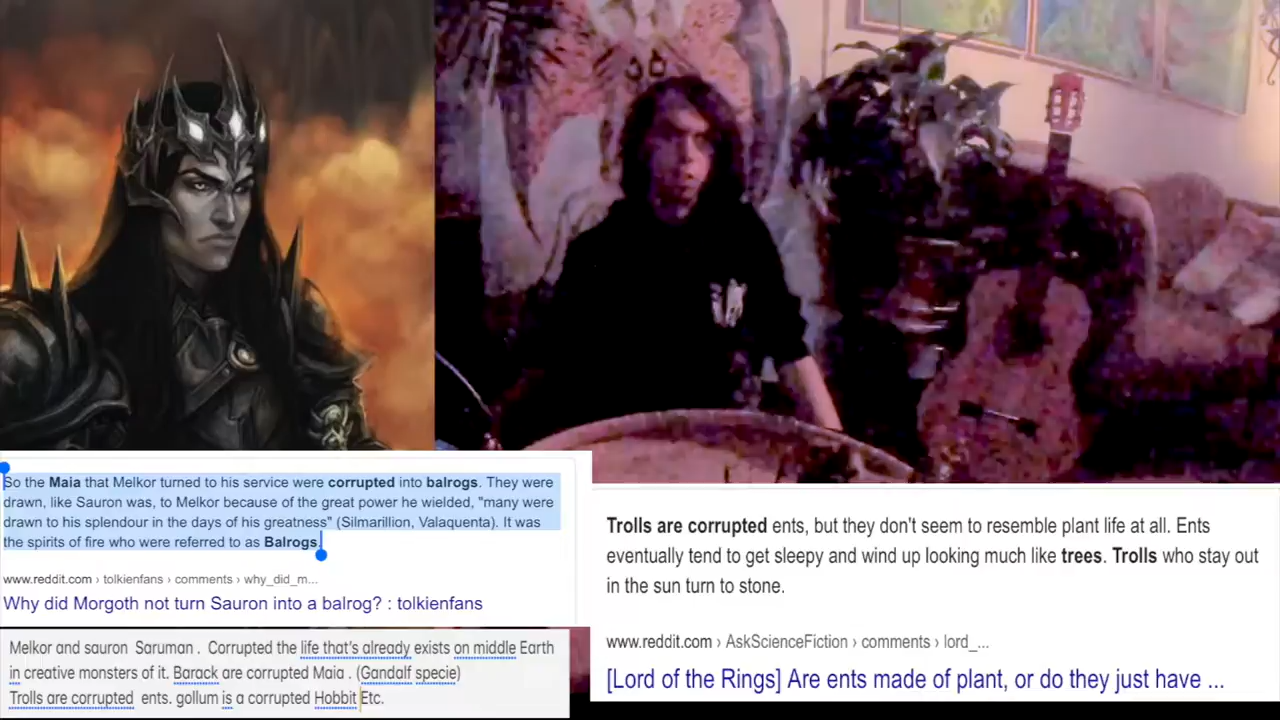 So the Maia that Melkor turned to his service were corrupted into balrogs. They were
drawn, like Sauron was, to Melkor because of the great power he wielded, "many were
drawn to his splendour in the days of his greatness" (Silmarillion, Valaquenta). It was
the spirits of fire who were referred to as Balrogs.
www.reddit.com › tolkienfans › comments › why_did_m...
Why did Morgoth not turn Sauron into a balrog? : tolkienfans
Melkor and sauron Saruman . Corrupted the life that's already exists on middle Earth
in creative monsters of it. Barack are corrupted Maia . (Gandalf specie)
Trolls are corrupted ents. gollum is a corrupted Hobbit Etc.
Trolls are corrupted ents, but they don't seem to resemble plant life at all. Ents
eventually tend to get sleepy and wind up looking much like trees. Trolls who stay out
in the sun turn to stone.
www.reddit.com › AskScienceFiction › comments › lord_...
[Lord of the Rings] Are ents made of plant, or do they just have ...